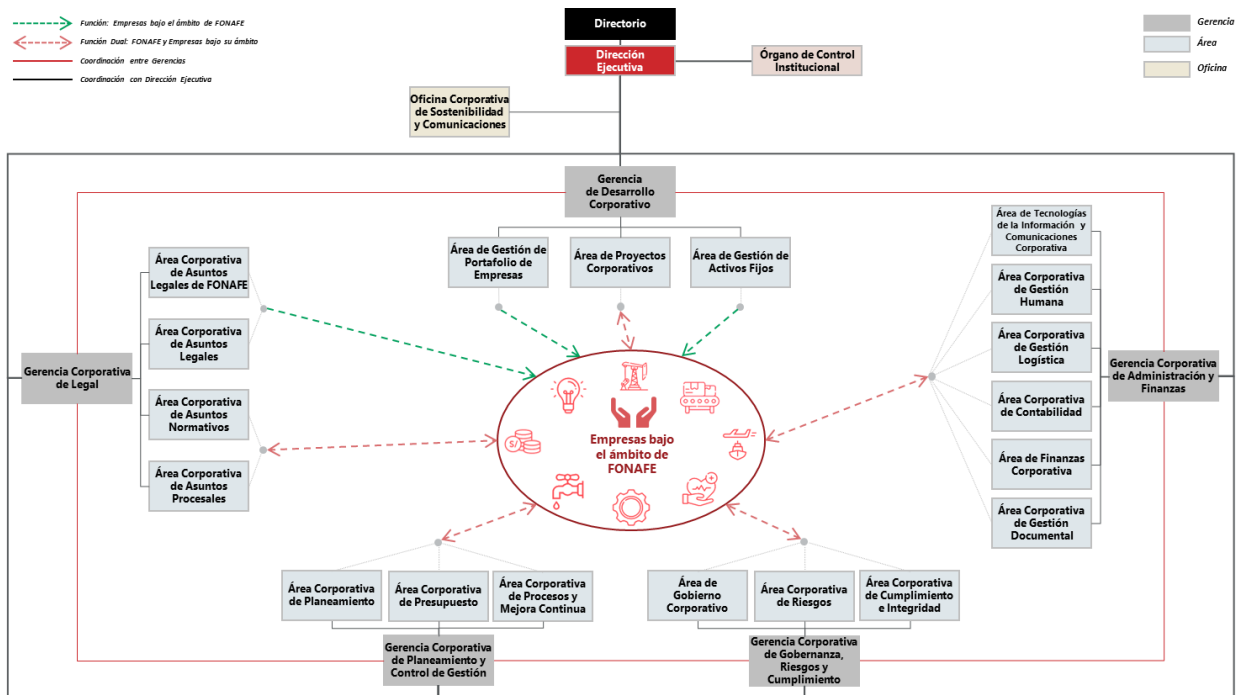 Función: Empresas bajo el ámbito de FONAFE
Función Dual: FONAFE y Empresas bajo su ámbito
Coordinación entre Gerencias
Coordinación con Dirección Ejecutiva
Directorio
Dirección
Ejecutiva
Órgano de Control
Institucional
Gerencia
Área
Oficina
Oficina Corporativa
de Sostenibilidad
y Comunicaciones
Gerencia
de Desarrollo
Corporativo
Área de Gestión de
Portafolio de
Empresas
Área de Proyectos
Corporativos
Área de Gestión de
Activos Fijos
Área Corporativa
de Asuntos
Legales de FONAFE
Área Corporativa
de Asuntos
Legales
Gerencia Corporativa
de Legal
Área Corporativa
de Asuntos
Normativos
Área Corporativa
de Asuntos
Procesales
Área de Tecnologías
de la Información y
Comunicaciones
Corporativa
Área Corporativa
de Gestión
Humana
Área Corporativa
de Gestión
Logística
Gerencia Corporativa
de Administración y
Finanzas
Área Corporativa
de Contabilidad
Área de Finanzas
Corporativa
Área Corporativa
de Gestión
Documental
S/
Empresas bajo
el ámbito de
FONAFE
Área Corporativa
de Planeamiento
Área Corporativa
de Presupuesto
Área Corporativa
de Procesos y
Mejora Continua
Gerencia Corporativa
de Planeamiento y
Control de Gestión
Área de
Gobierno
Corporativo
Área Corporativa
de Riesgos
Área Corporativa
de Cumplimiento
e Integridad
Gerencia Corporativa
de Gobernanza,
Riesgos y
Cumplimiento